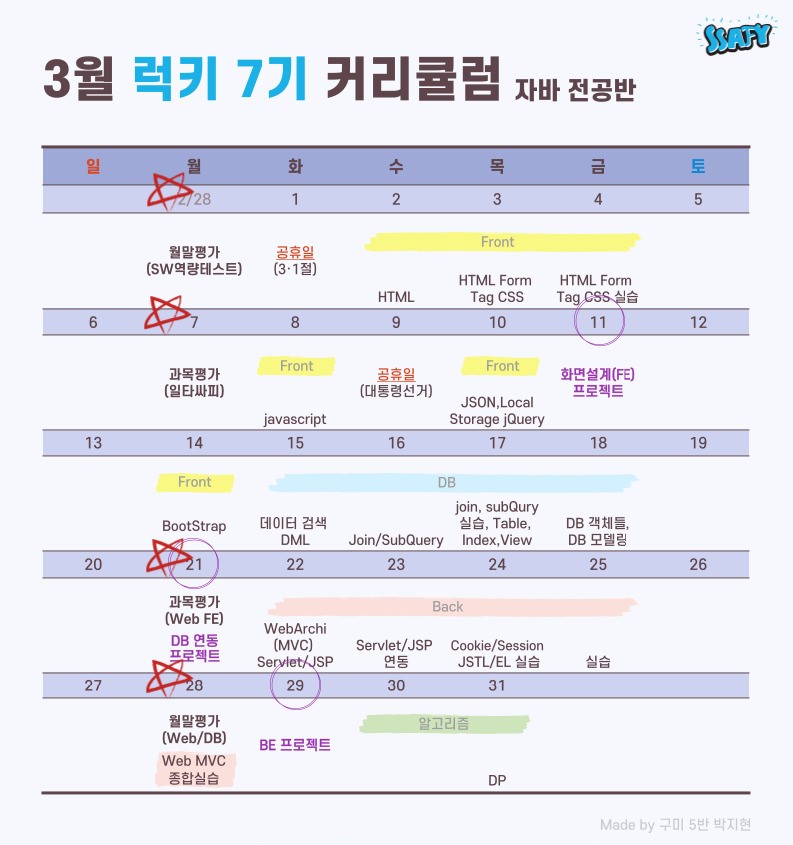 SSAFY
3월 럭키 7기 커리큘럼 자바 전공반
일 월 화 수 목 금 토
2/28 1 2 3 4 5
Front
월말평가
(SW역량테스트)
공휴일
(3·1절)
HTML
HTML Form
Tag CSS
HTML Form
Tag CSS 실습
6 7 8 9 10 11 12
과목평가
(일타싸피)
Front
javascript
공휴일
(대통령선거)
Front
JSON,Local
Storage jQuery
화면설계(FE)
프로젝트
13 14 15 16 17 18 19
Front
BootStrap
DB
데이터 검색
DML
Join/SubQuery
join, subQury
실습, Table,
Index,View
DB 객체들,
DB 모델링
20 21 22 23 24 25 26
과목평가
(Web FE)
DB 연동
프로젝트
Back
WebArchi
(MVC)
Servlet/JSP
Servlet/JSP
연동
Cookie/Session
JSTL/EL 실습
실습
27 28 29 30 31
월말평가
(Web/DB)
Web MVC
종합실습
BE 프로젝트
알고리즘
DP
Made by 구미 5반 박지현